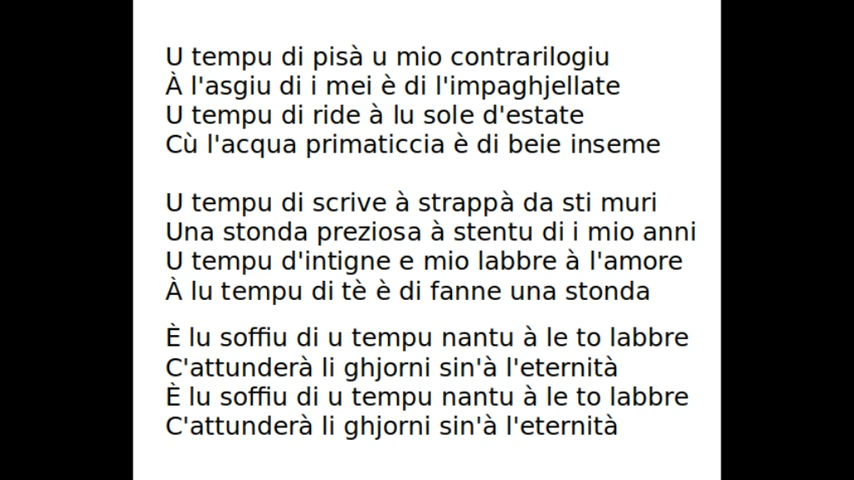 U tempu di pisà u mio contrarilogiu
À l'asgiu di i mei è di l'impaghjellate
U tempu di ride à lu sole d'estate
Cù l'acqua primaticcia è di beie inseme
U tempu di scrive à strappà da sti muri
Una stonda preziosa à stentu di i mio anni
U tempu d'intigne e mio labbre à l'amore
À lu tempu di tè è di fanne una stonda
È lu soffiu di u tempu nantu à le to labbre
C'attunderà li ghjorni sin'à l'eternità
È lu soffiu di u tempu nantu à le to labbre
C'attunderà li ghjorni sin'à l'eternità